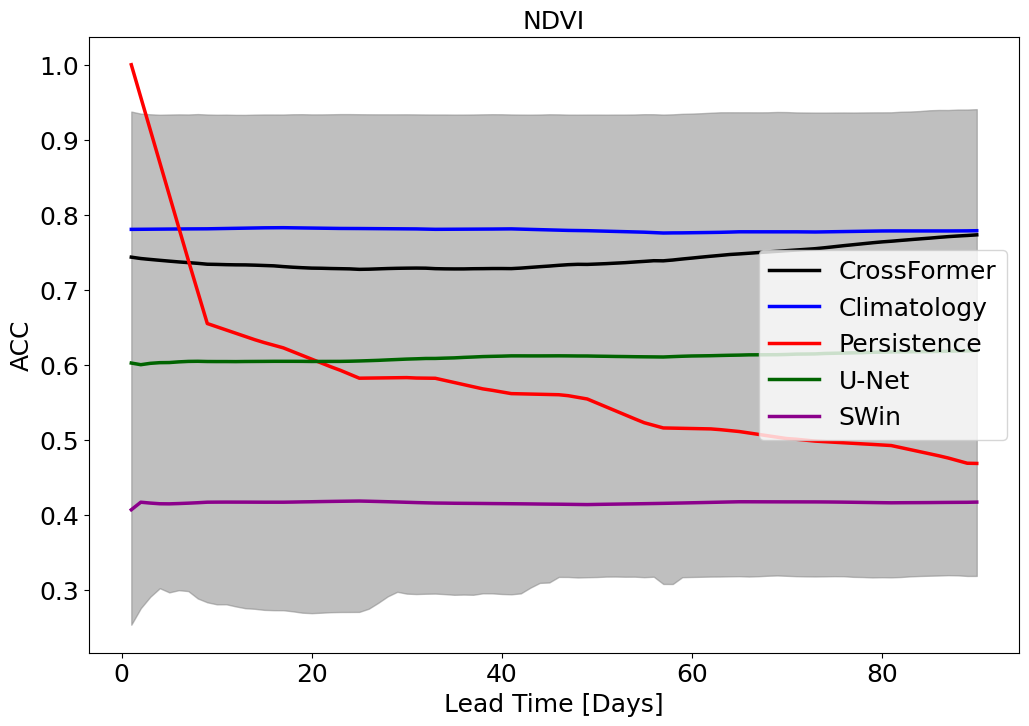 NDVI
1.0
0.9
0.8
0.7
0.6
0.5
0.4
0.3
ACC
CrossFormer
Climatology
Persistence
U-Net
SWin
0 20 40 60 80
Lead Time [Days]